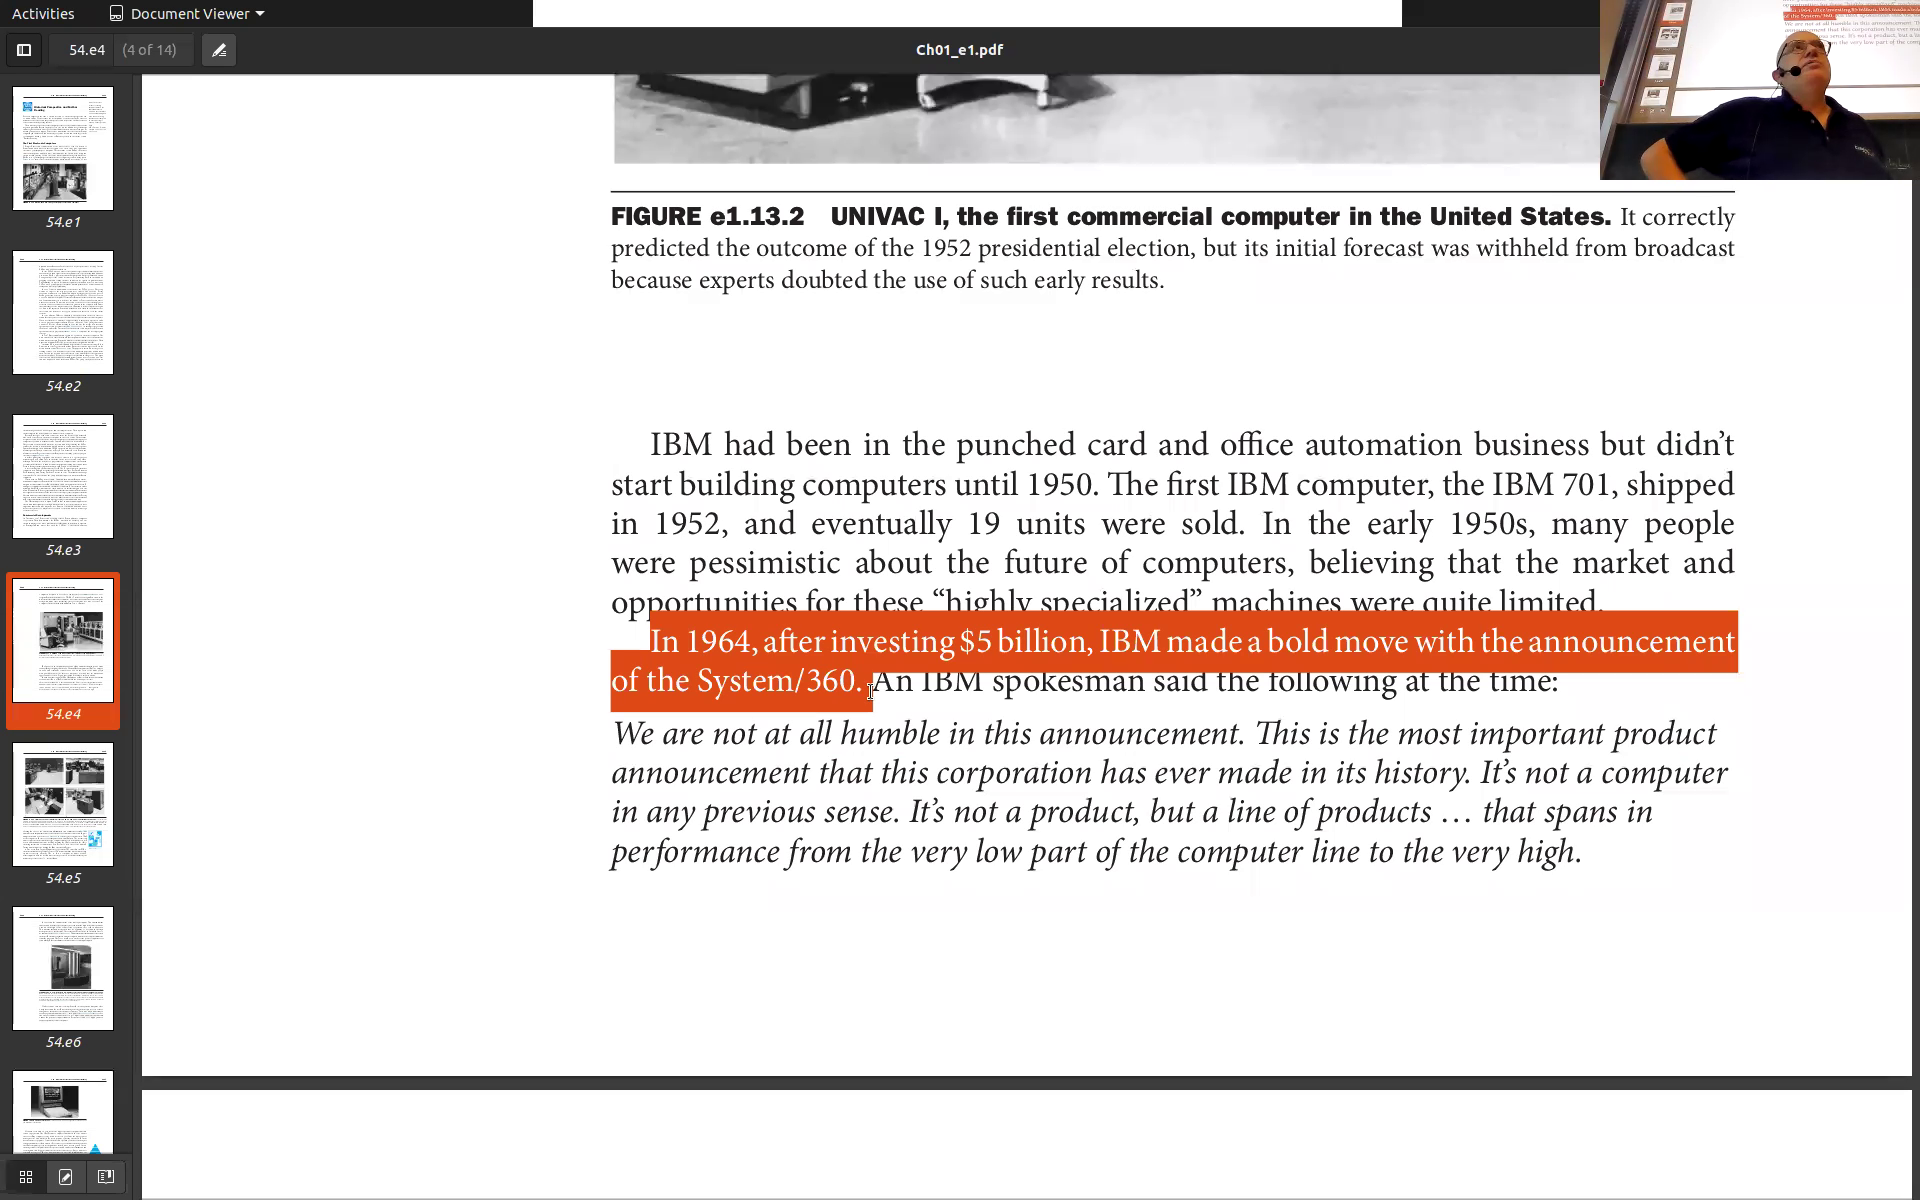 Activities
Document Viewer
54.e4 (4 of 14)
Ch01_e1.pdf
54.e1
54.e2
54.e3
54.e4
54.e5
54.e6
FIGURE e1.13.2 UNIVAC I, the first commercial computer in the United States. It correctly
predicted the outcome of the 1952 presidential election, but its initial forecast was withheld from broadcast
because experts doubted the use of such early results.
IBM had been in the punched card and office automation business but didn’t
start building computers until 1950. The first IBM computer, the IBM 701, shipped
in 1952, and eventually 19 units were sold. In the early 1950s, many people
were pessimistic about the future of computers, believing that the market and
opportunities for these “highly specialized” machines were quite limited.
In 1964, after investing $5 billion, IBM made a bold move with the announcement
of the System/360. An IBM spokesman said the following at the time:
We are not at all humble in this announcement. This is the most important product
announcement that this corporation has ever made in its history. It’s not a computer
in any previous sense. It’s not a product, but a line of products … that spans in
performance from the very low part of the computer line to the very high.